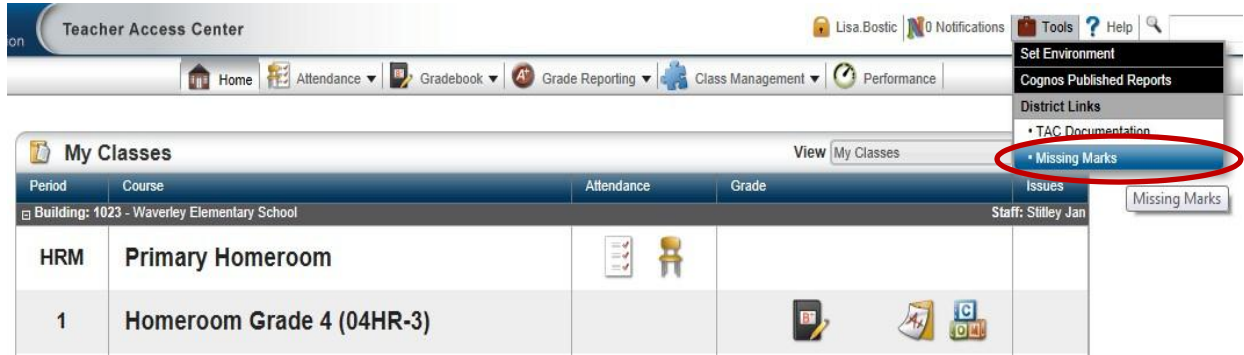 on Teacher Access Center Lisa.Bostic 0 Notifications Tools ? Help
Set Environment
Home Attendance Gradebook Grade Reporting Class Management Performance
Cognos Published Reports
District Links
• TAC Documentation
My Classes View My Classes
• Missing Marks
Period Course Attendance Grade Issues
Missing Marks
Building: 1023 - Waverley Elementary School Staff: Stitley Jan
HRM Primary Homeroom
1 Homeroom Grade 4 (04HR-3)